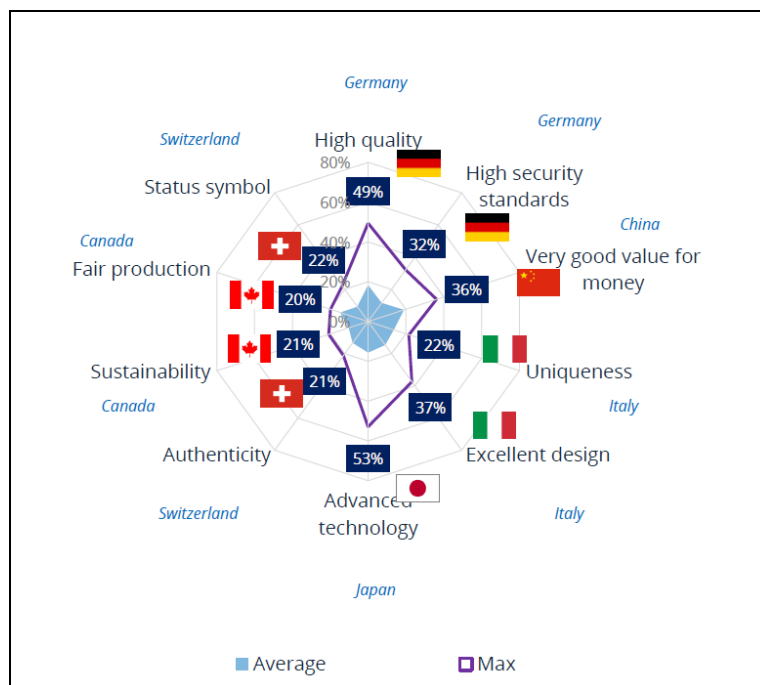 Germany
Switzerland
Germany
High quality
80%
Status symbol
High security
standards
49%
60%
Canada
China
32%
40%
22%
Fair production
Very good value for
money
36%
20%
20%
0%
21%
22%
Sustainability
Uniqueness
21%
37%
Canada
Italy
Authenticity
Excellent design
53%
Advanced
technology
Switzerland
Italy
Japan
Average
Max